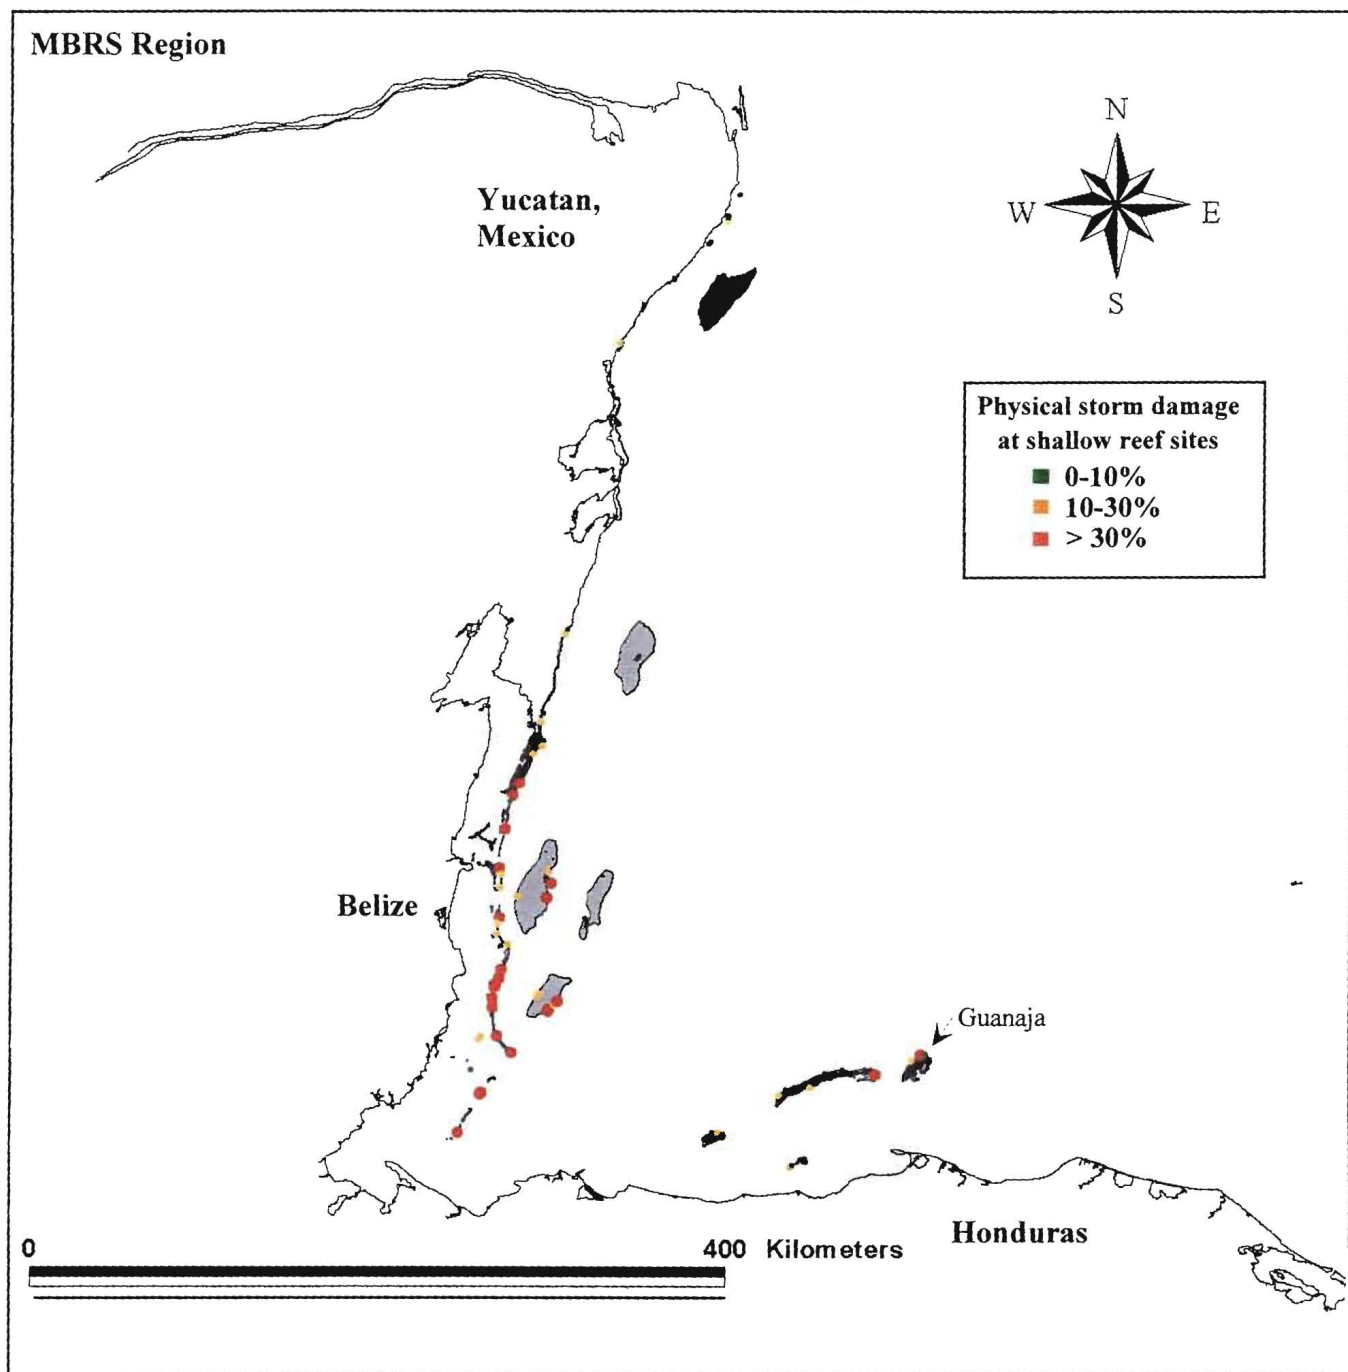 MBRS Region
N
W E
S
Yucatan,
Mexico
Physical storm damage
at shallow reef sites
0-10%
10-30%
> 30%
Belize
Guanaja
Honduras
0 400 Kilometers